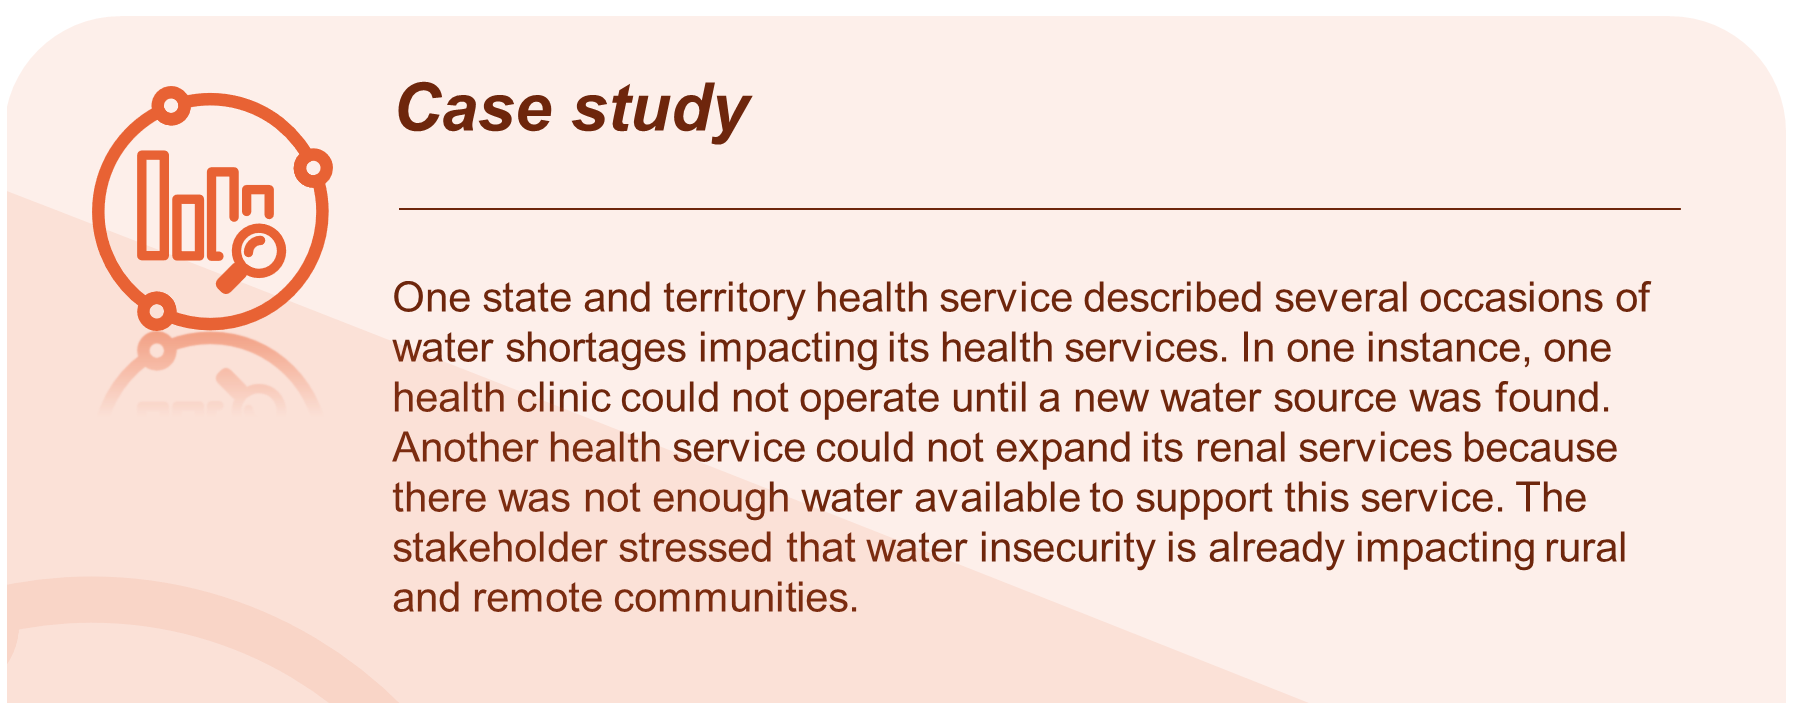 Case study
One state and territory health service described several occasions of
water shortages impacting its health services. In one instance, one
health clinic could not operate until a new water source was found.
Another health service could not expand its renal services because
there was not enough water available to support this service. The
stakeholder stressed that water insecurity is already impacting rural
and remote communities.